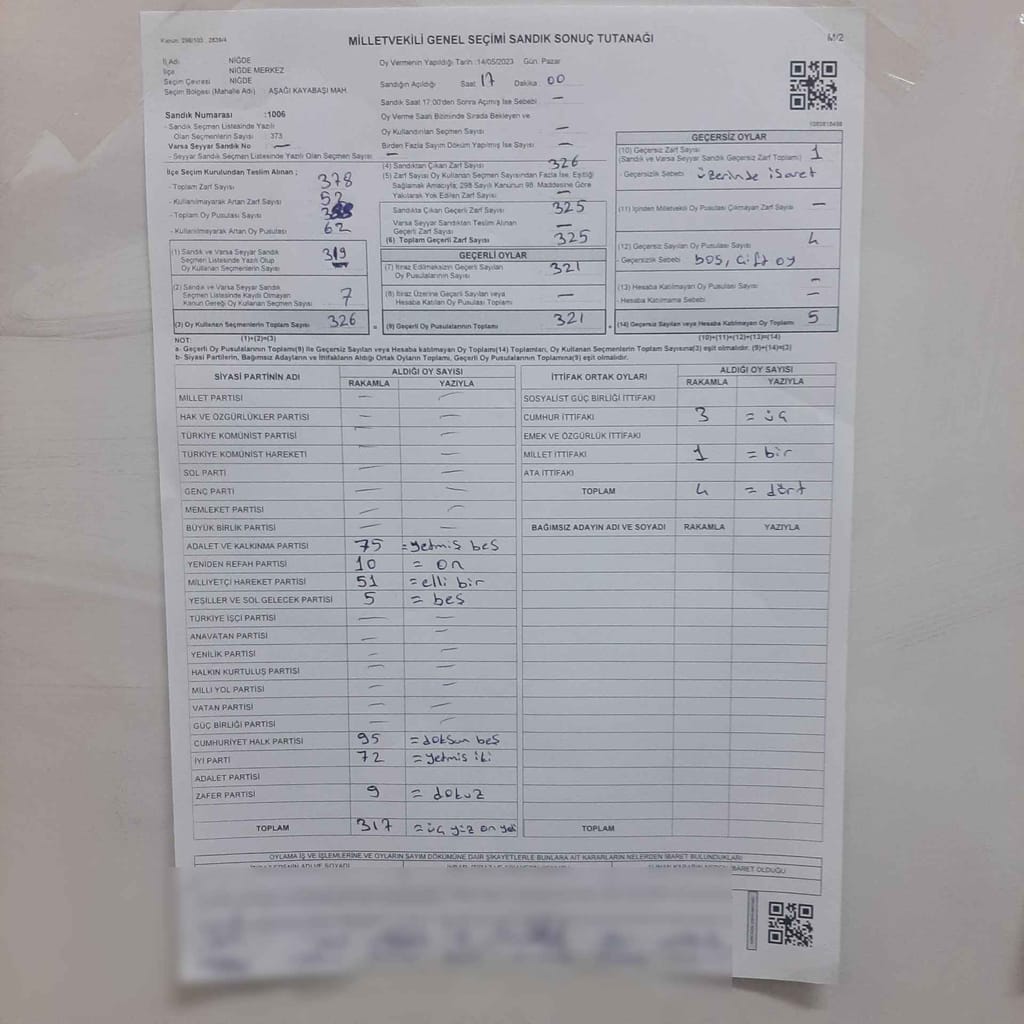 Kanun: 298/103 2839/4
MİLLETVEKİLİ GENEL SEÇİMİ SANDIK SONUÇ TUTANAĞI
M/2
İl Adı NİĞDE
İlçe NİĞDE MERKEZ
Seçim Çevresi NİĞDE
Seçim Bölgesi (Mahalle Adı) : AŞAĞI KAYABAŞI MAH.
Sandık Numarası :1006
- Sandık Seçmen Listesinde Yazılı
Olan Seçmenlerin Sayısı : 373
Varsa Seyyar Sandık No —
- Seyyar Sandık Seçmen Listesinde Yazılı Olan Seçmen Sayısı —
İlçe Seçim Kurulundan Teslim Alınan ;
- Toplam Zarf Sayısı 378
- Kullanılmayarak Artan Zarf Sayısı 52
- Toplam Oy Pusulası Sayısı
- Kullanılmayarak Artan Oy Pusulası 62
(1) Sandık ve Varsa Seyyar Sandık
Seçmen Listesinde Yazılı Olup
Oy Kullanan Seçmenlerin Sayısı 319
(2) Sandık ve Varsa Seyyar Sandık
Seçmen Listesinde Kaydı Olmayan
Kanun Gereği Oy Kullanan Seçmen Sayısı 7
(3) Oy Kullanan Seçmenlerin Toplam Sayısı 326
Oy Vermenin Yapıldığı Tarih :14/05/2023 Gün: Pazar
Sandığın Açıldığı Saat 17 Dakika 00
Sandık Saat 17:00'den Sonra Açılmış İse Sebebi —
Oy Verme Saati Bitiminde Sırada Bekleyen ve
Oy Kullandırılan Seçmen Sayısı —
Birden Fazla Sayım Döküm Yapılmış İse Sayısı —
(4) Sandıktan Çıkan Zarf Sayısı 326
(5) Zarf Sayısı Oy Kullanan Seçmen Sayısından Fazla İse, Eşitliği
Sağlamak Amacıyla; 298 Sayılı Kanunun 98. Maddesine Göre
Yakılarak Yok Edilen Zarf Sayısı —
Sandıkta Çıkan Geçerli Zarf Sayısı 325
Varsa Seyyar Sandıktan Teslim Alınan
Geçerli Zarf Sayısı —
(6) Toplam Geçerli Zarf Sayısı 325
GEÇERLİ OYLAR
(7) İtiraz Edilmeksizin Geçerli Sayılan
Oy Pusulalarının Sayısı 321
(8) İtiraz Üzerine Geçerli Sayılan veya
Hesaba Katılan Oy Pusulası Toplamı —
= (9) Geçerli Oy Pusulalarının Toplamı 321
GEÇERSİZ OYLAR
(10) Geçersiz Zarf Sayısı 1
(Sandık ve Varsa Seyyar Sandık Geçersiz Zarf Toplamı)
- Geçersizlik Sebebi üzerinde işaret
(11) İçinden Milletvekili Oy Pusulası Çıkmayan Zarf Sayısı —
(12) Geçersiz Sayılan Oy Pusulası Sayısı 4
- Geçersizlik Sebebi boş, çift oy
(13) Hesaba Katılmayan Oy Pusulası Sayısı —
- Hesaba Katılmama Sebebi —
+ (14) Geçersiz Sayılan veya Hesaba Katılmayan Oy Toplamı 5
NOT: (1)+(2)=(3) (10)+(11)+(12)+(13)=(14)
a- Geçerli Oy Pusulalarının Toplamı(9) ile Geçersiz Sayılan veya Hesaba katılmayan Oy Toplamı(14) Toplamları, Oy Kullanan Seçmenlerin Toplam Sayısına(3) eşit olmalıdır. (9)+(14)=(3)
b- Siyasi Partilerin, Bağımsız Adayların ve İttifakların Aldığı Ortak Oyların Toplamı, Geçerli Oy Pusulalarının Toplamına(9) eşit olmalıdır.
SİYASİ PARTİNİN ADI ALDIĞI OY SAYISI
RAKAMLA YAZIYLA
MİLLET PARTİSİ — —
HAK VE ÖZGÜRLÜKLER PARTİSİ — —
TÜRKİYE KOMÜNİST PARTİSİ — —
TÜRKİYE KOMÜNİST HAREKETİ — —
SOL PARTİ — —
GENÇ PARTİ — —
MEMLEKET PARTİSİ — —
BÜYÜK BİRLİK PARTİSİ — —
ADALET VE KALKINMA PARTİSİ 75 =yetmiş beş
YENİDEN REFAH PARTİSİ 10 = on
MİLLİYETÇİ HAREKET PARTİSİ 51 =elli bir
YEŞİLLER VE SOL GELECEK PARTİSİ 5 = beş
TÜRKİYE İŞÇİ PARTİSİ — —
ANAVATAN PARTİSİ — —
YENİLİK PARTİSİ — —
HALKIN KURTULUŞ PARTİSİ — —
MİLLİ YOL PARTİSİ — —
VATAN PARTİSİ — —
GÜÇ BİRLİĞİ PARTİSİ — —
CUMHURİYET HALK PARTİSİ 95 =doksan beş
İYİ PARTİ 72 =yetmiş iki
ADALET PARTİSİ
ZAFER PARTİSİ 9 = dokuz
TOPLAM 317 =üç yüz on yedi
İTTİFAK ORTAK OYLARI ALDIĞI OY SAYISI
RAKAMLA YAZIYLA
SOSYALİST GÜÇ BİRLİĞİ İTTİFAKI
CUMHUR İTTİFAKI 3 = üç
EMEK VE ÖZGÜRLÜK İTTİFAKI
MİLLET İTTİFAKI 1 = bir
ATA İTTİFAKI
TOPLAM 4 = dört
BAĞIMSIZ ADAYIN ADI VE SOYADI RAKAMLA YAZIYLA
TOPLAM
OYLAMA İŞ VE İŞLEMLERİNE VE OYLARIN SAYIM DÖKÜMÜNE DAİR ŞİKAYETLERLE BUNLARA AİT KARARLARIN NELERDEN İBARET BULUNDUKLARI